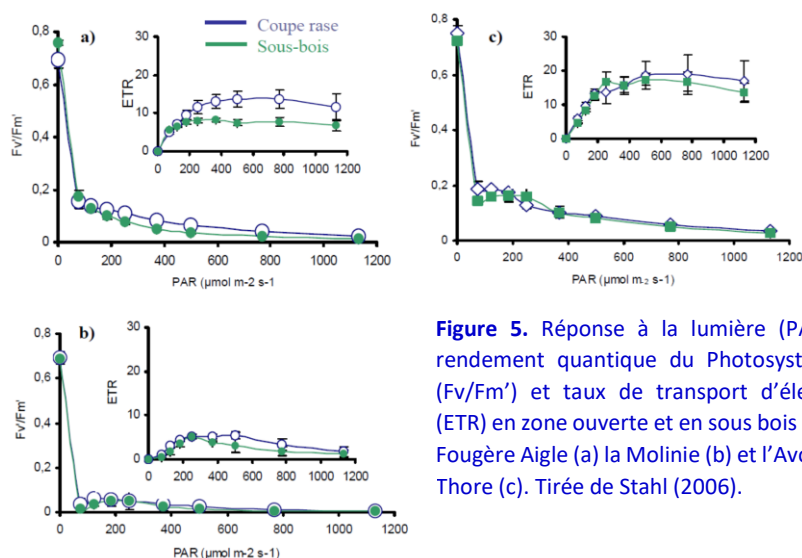 a)
Coupe rase
Sous-bois
0,8
0,6
0,4
0,2
0
Fv/Fm'
30
20
10
0
ETR
0 200 400 600 800 1000 1200
0 200 400 600 800 1000 1200
PAR (µmol m-2 s-1
c)
0,8
0,6
0,4
0,2
0
Fv/Fm'
30
20
10
0
ETR
0 200 400 600 800 1000 1200
0 200 400 600 800 1000 1200
PAR (µmol m-2 s-1)
b)
0,8
0,6
0,4
0,2
0
Fv/Fm'
30
20
10
0
ETR
0 200 400 600 800 1000 1200
0 200 400 600 800 1000 1200
PAR (µmol m-2 s-1)
Figure 5. Réponse à la lumière (PA
rendement quantique du Photosyst
(Fv/Fm’) et taux de transport d’éle
(ETR) en zone ouverte et en sous bois
Fougère Aigle (a) la Molinie (b) et l’Avo
Thore (c). Tirée de Stahl (2006).